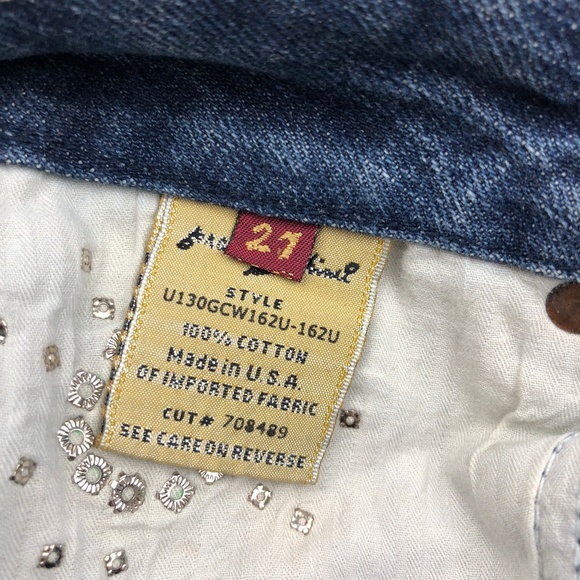 27
STYLE
U130GCW162U-162U
100% COTTON
Made in U.S.A.
OF IMPORTED FABRIC
CUT# 708489
SEE CARE ON REVERSE